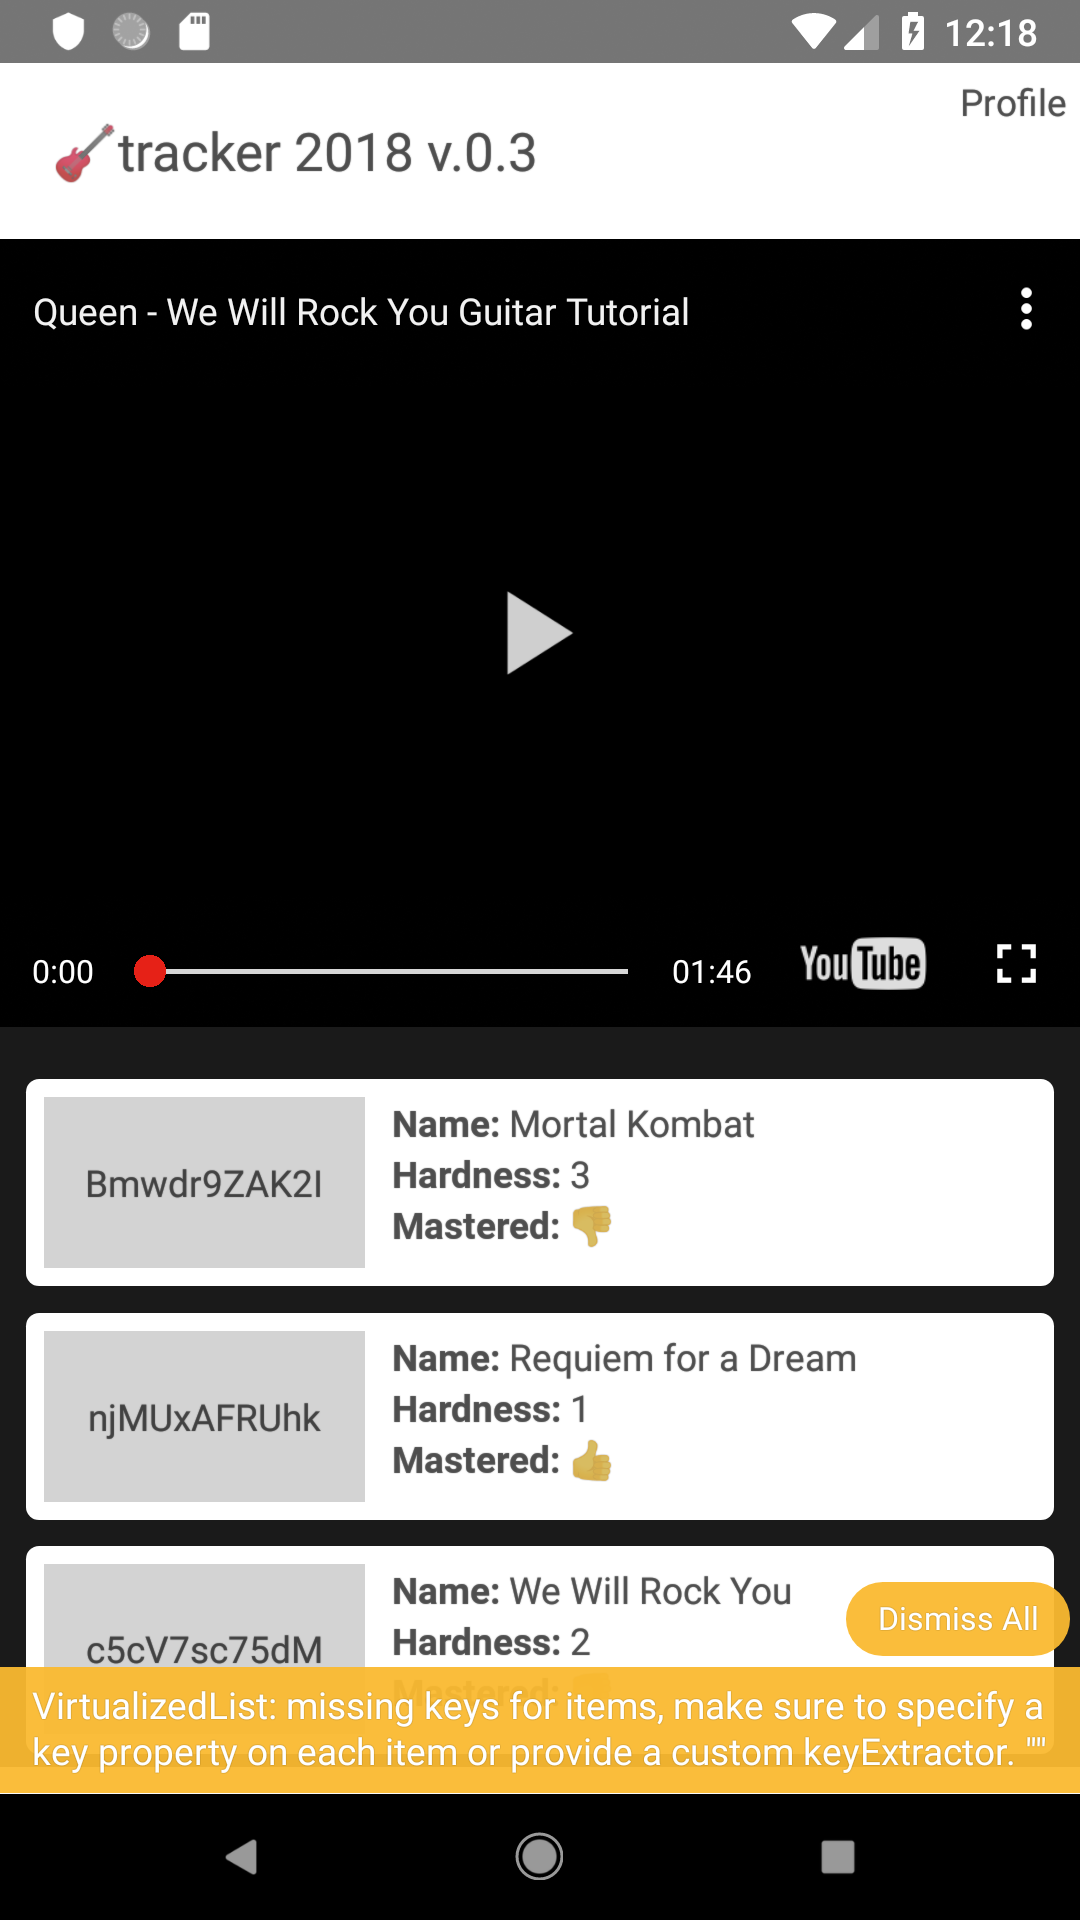 12:18
Profile
tracker 2018 v.0.3
Queen - We Will Rock You Guitar Tutorial
0:00
01:46
YouTube
Bmwdr9ZAK2I
Name: Mortal Kombat
Hardness: 3
Mastered:
njMUxAFRUhk
Name: Requiem for a Dream
Hardness: 1
Mastered:
c5cV7sc75dM
Name: We Will Rock You
Hardness: 2
Mastered:
Dismiss All
VirtualizedList: missing keys for items, make sure to specify a
key property on each item or provide a custom keyExtractor. ""